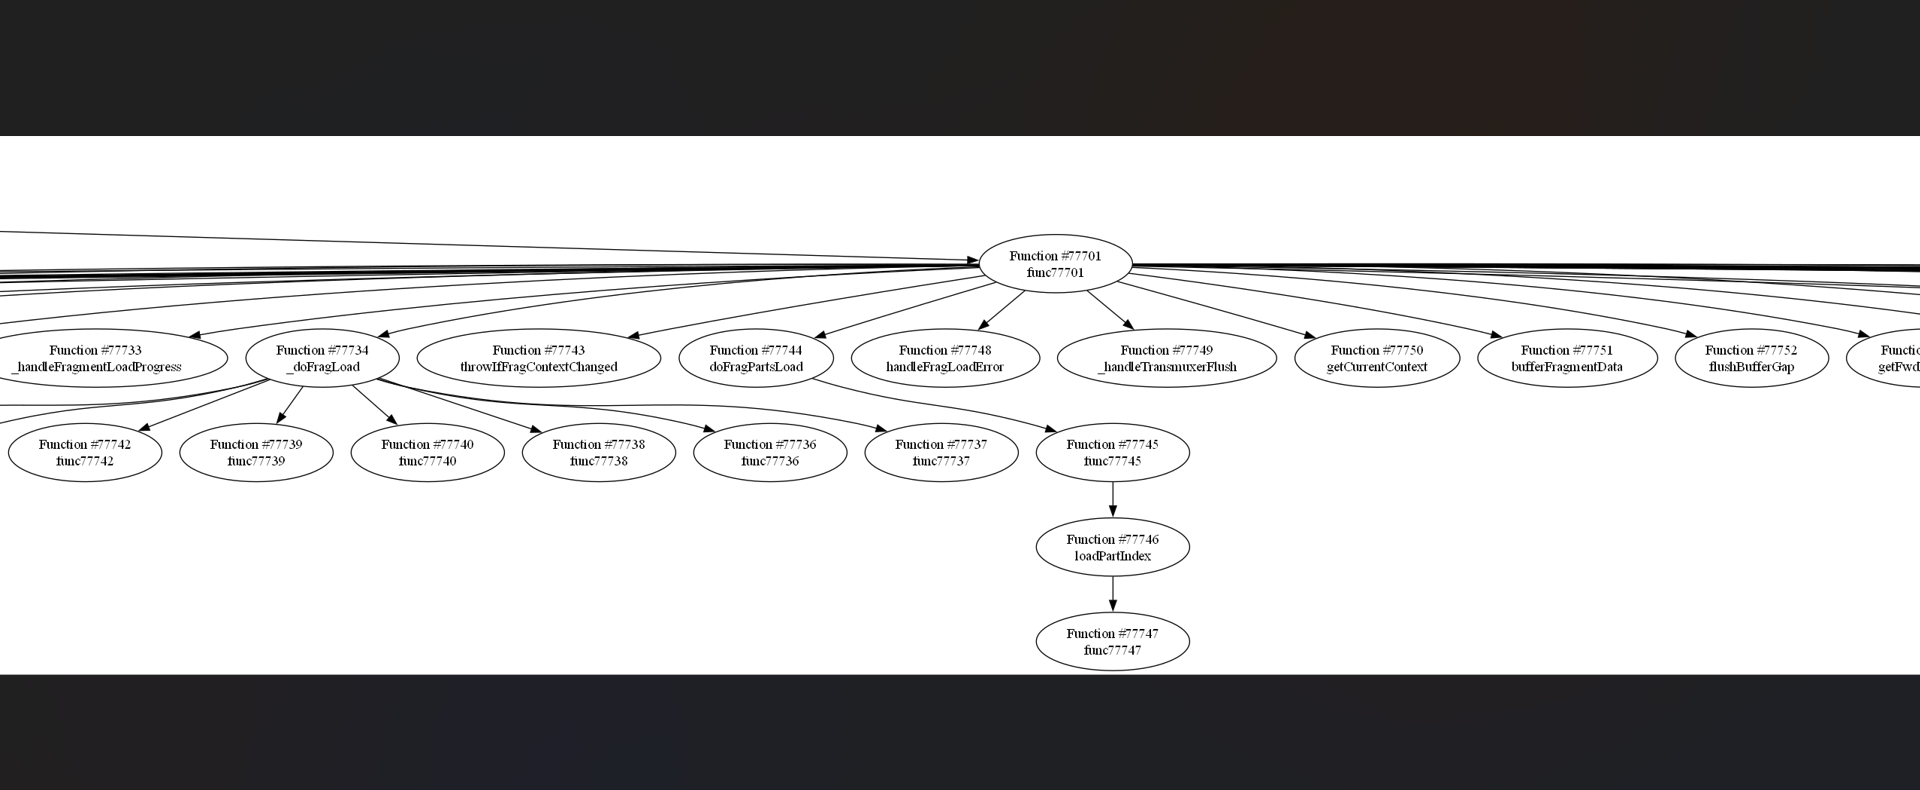 Function #77701
func77701
Function #77733
_handleFragmentLoadProgress
Function #77734
_doFragLoad
Function #77743
throwIfFragContextChanged
Function #77744
doFragPartsLoad
Function #77748
handleFragLoadError
Function #77749
_handleTransmuxerFlush
Function #77750
getCurrentContext
Function #77751
bufferFragmentData
Function #77752
flushBufferGap
Function #77742
func77742
Function #77739
func77739
Function #77740
func77740
Function #77738
func77738
Function #77736
func77736
Function #77737
func77737
Function #77745
func77745
Function #77746
loadPartIndex
Function #77747
func77747